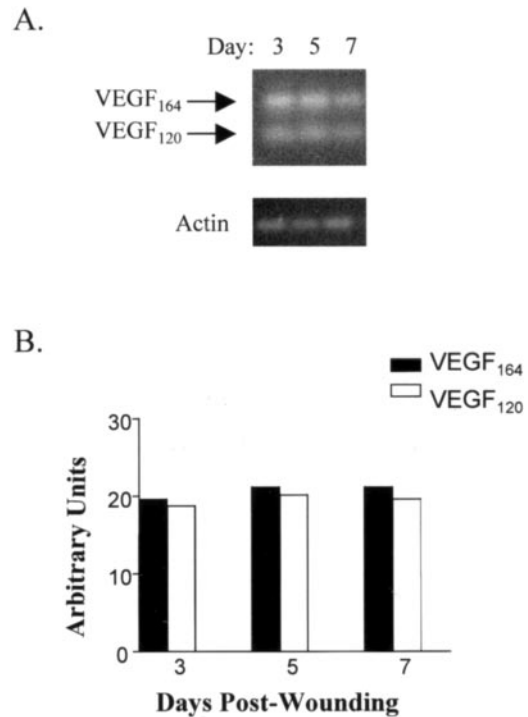 A.
Day: 3 5 7
VEGF164
VEGF120
Actin
B.
VEGF164
VEGF120
30
20
10
0
Arbitrary Units
3 5 7
Days Post-Wounding